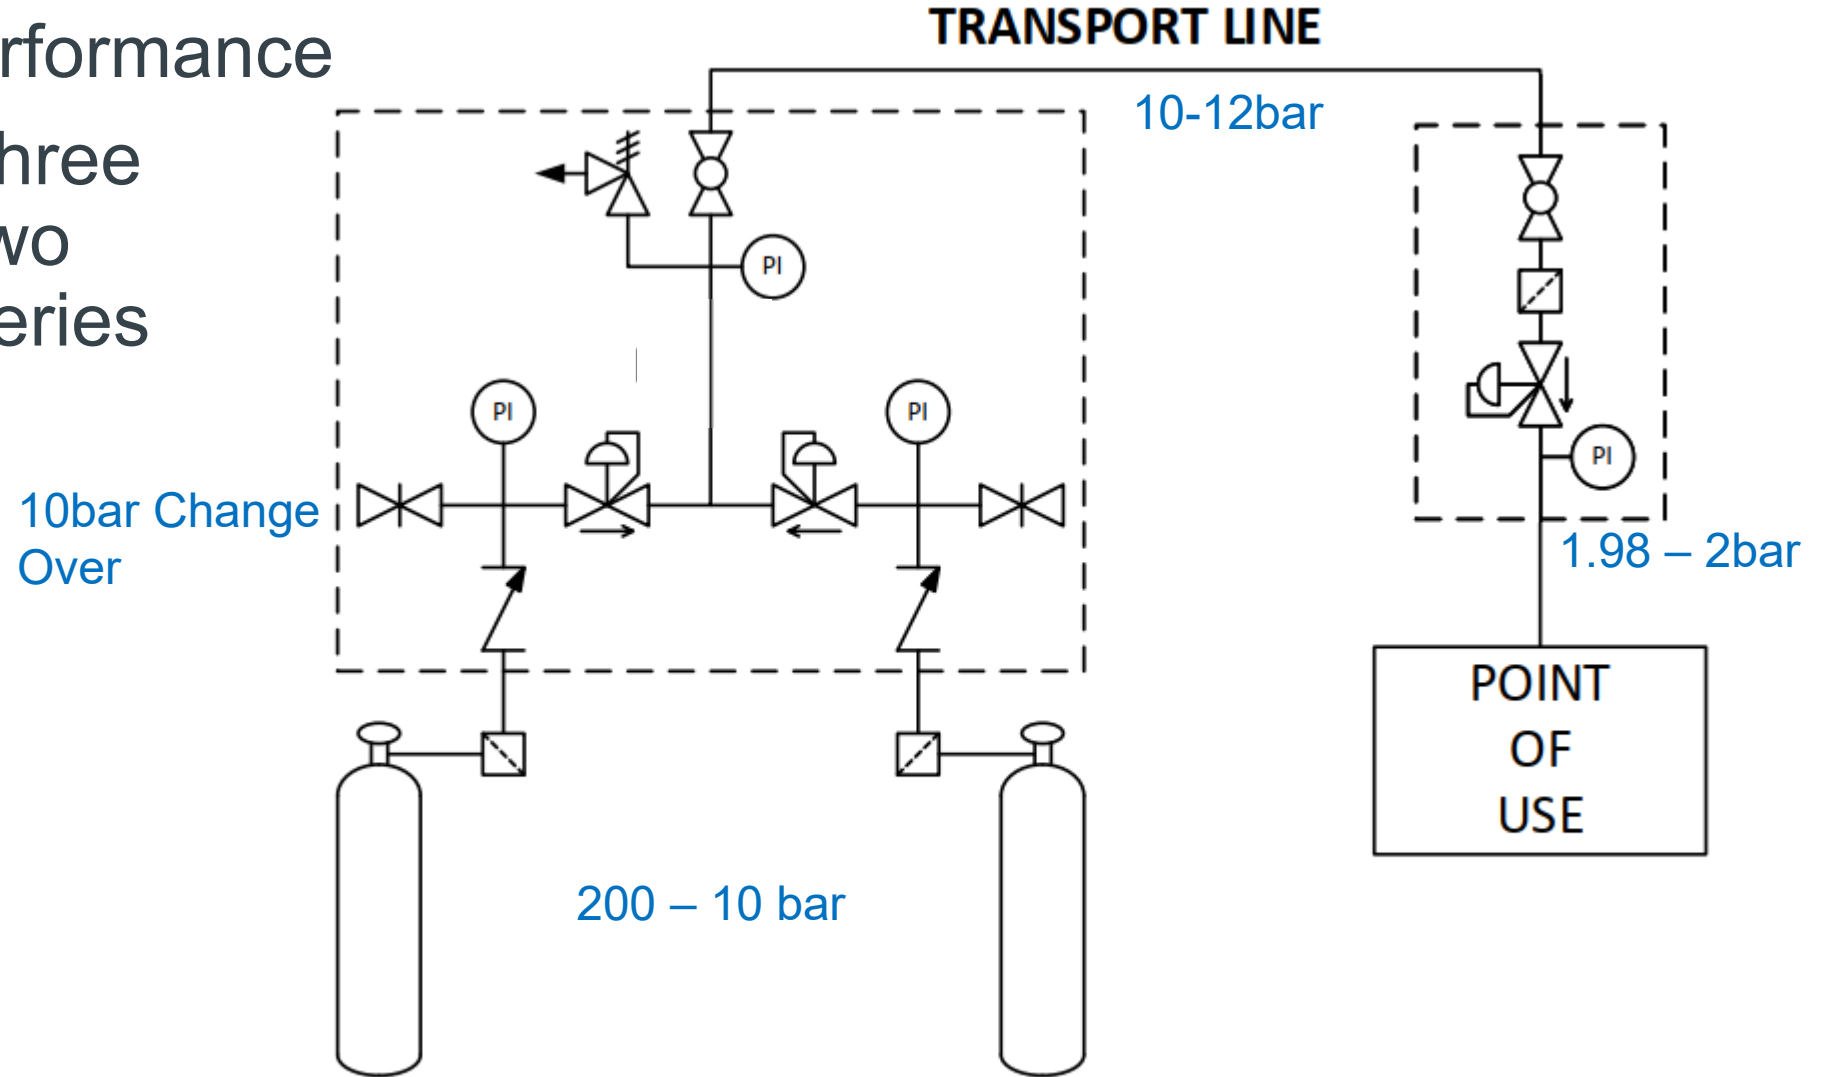 rformance
hree
wo
eries
TRANSPORT LINE
10-12bar
PI
PI
PI
PI
10bar Change
Over
1.98 – 2bar
POINT
OF
USE
200 – 10 bar